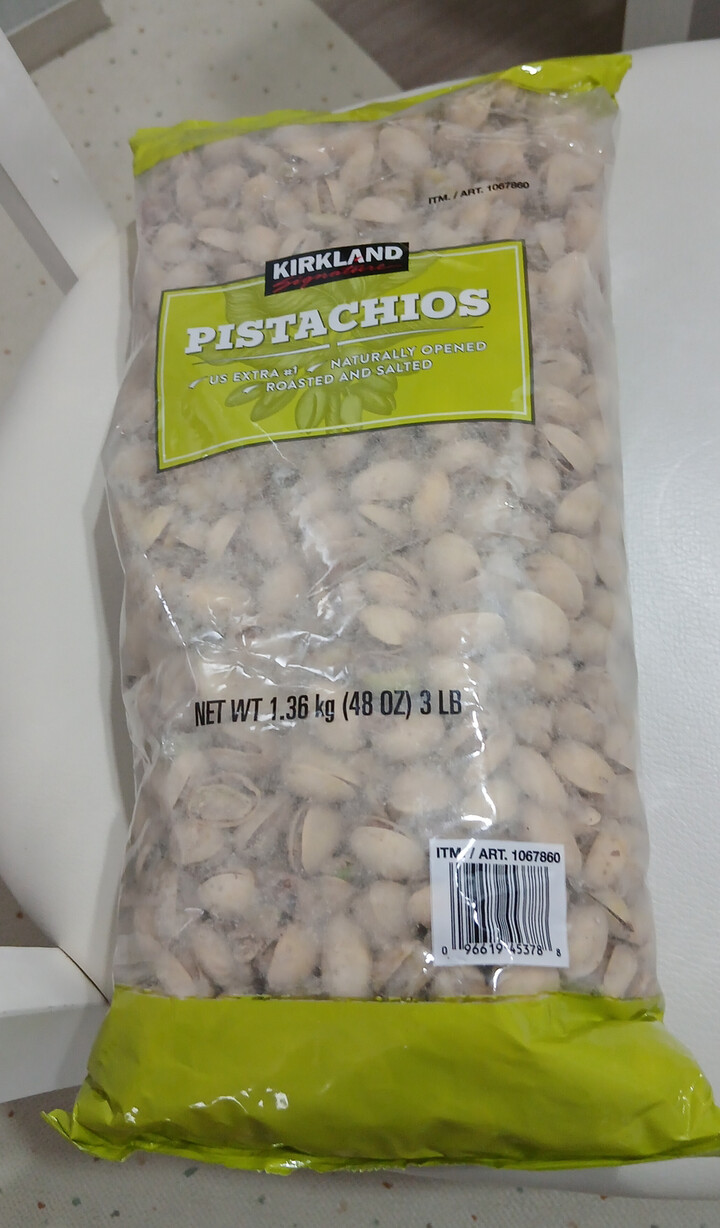 ITM. / ART. 1067860
KIRKLAND
Signature
PISTACHIOS
US EXTRA #1 NATURALLY OPENED
ROASTED AND SALTED
NET WT 1.36 kg (48 OZ) 3 LB
ITM. / ART. 1067860
0 96619 45378 8